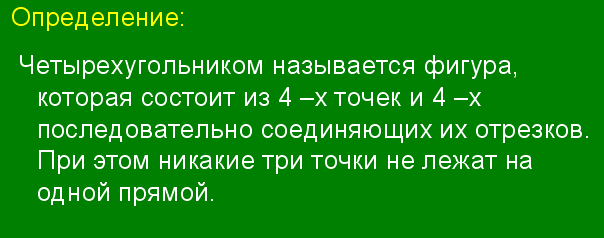 Определение:
Четырехугольником называется фигура,
которая состоит из 4 –х точек и 4 –х
последовательно соединяющих их отрезков.
При этом никакие три точки не лежат на
одной прямой.